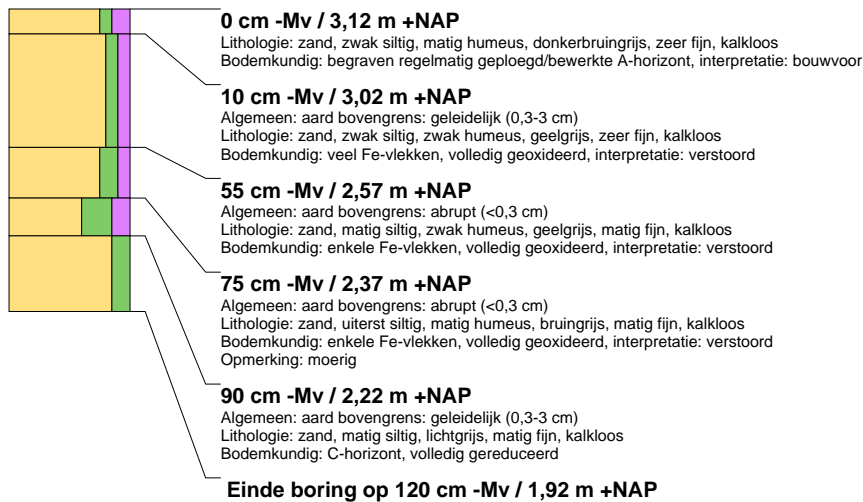 0 cm -Mv / 3,12 m +NAP
Lithologie: zand, zwak siltig, matig humeus, donkerbruingrijs, zeer fijn, kalkloos
Bodemkundig: begraven regelmatig geploegd/bewerkte A-horizont, interpretatie: bouwvoor
10 cm -Mv / 3,02 m +NAP
Algemeen: aard bovengrens: geleidelijk (0,3-3 cm)
Lithologie: zand, zwak siltig, zwak humeus, geelgrijs, zeer fijn, kalkloos
Bodemkundig: veel Fe-vlekken, volledig geoxideerd, interpretatie: verstoord
55 cm -Mv / 2,57 m +NAP
Algemeen: aard bovengrens: abrupt (<0,3 cm)
Lithologie: zand, matig siltig, zwak humeus, geelgrijs, matig fijn, kalkloos
Bodemkundig: enkele Fe-vlekken, volledig geoxideerd, interpretatie: verstoord
75 cm -Mv / 2,37 m +NAP
Algemeen: aard bovengrens: abrupt (<0,3 cm)
Lithologie: zand, uiterst siltig, matig humeus, bruingrijs, matig fijn, kalkloos
Bodemkundig: enkele Fe-vlekken, volledig geoxideerd, interpretatie: verstoord
Opmerking: moerig
90 cm -Mv / 2,22 m +NAP
Algemeen: aard bovengrens: geleidelijk (0,3-3 cm)
Lithologie: zand, matig siltig, lichtgrijs, matig fijn, kalkloos
Bodemkundig: C-horizont, volledig gereduceerd
Einde boring op 120 cm -Mv / 1,92 m +NAP